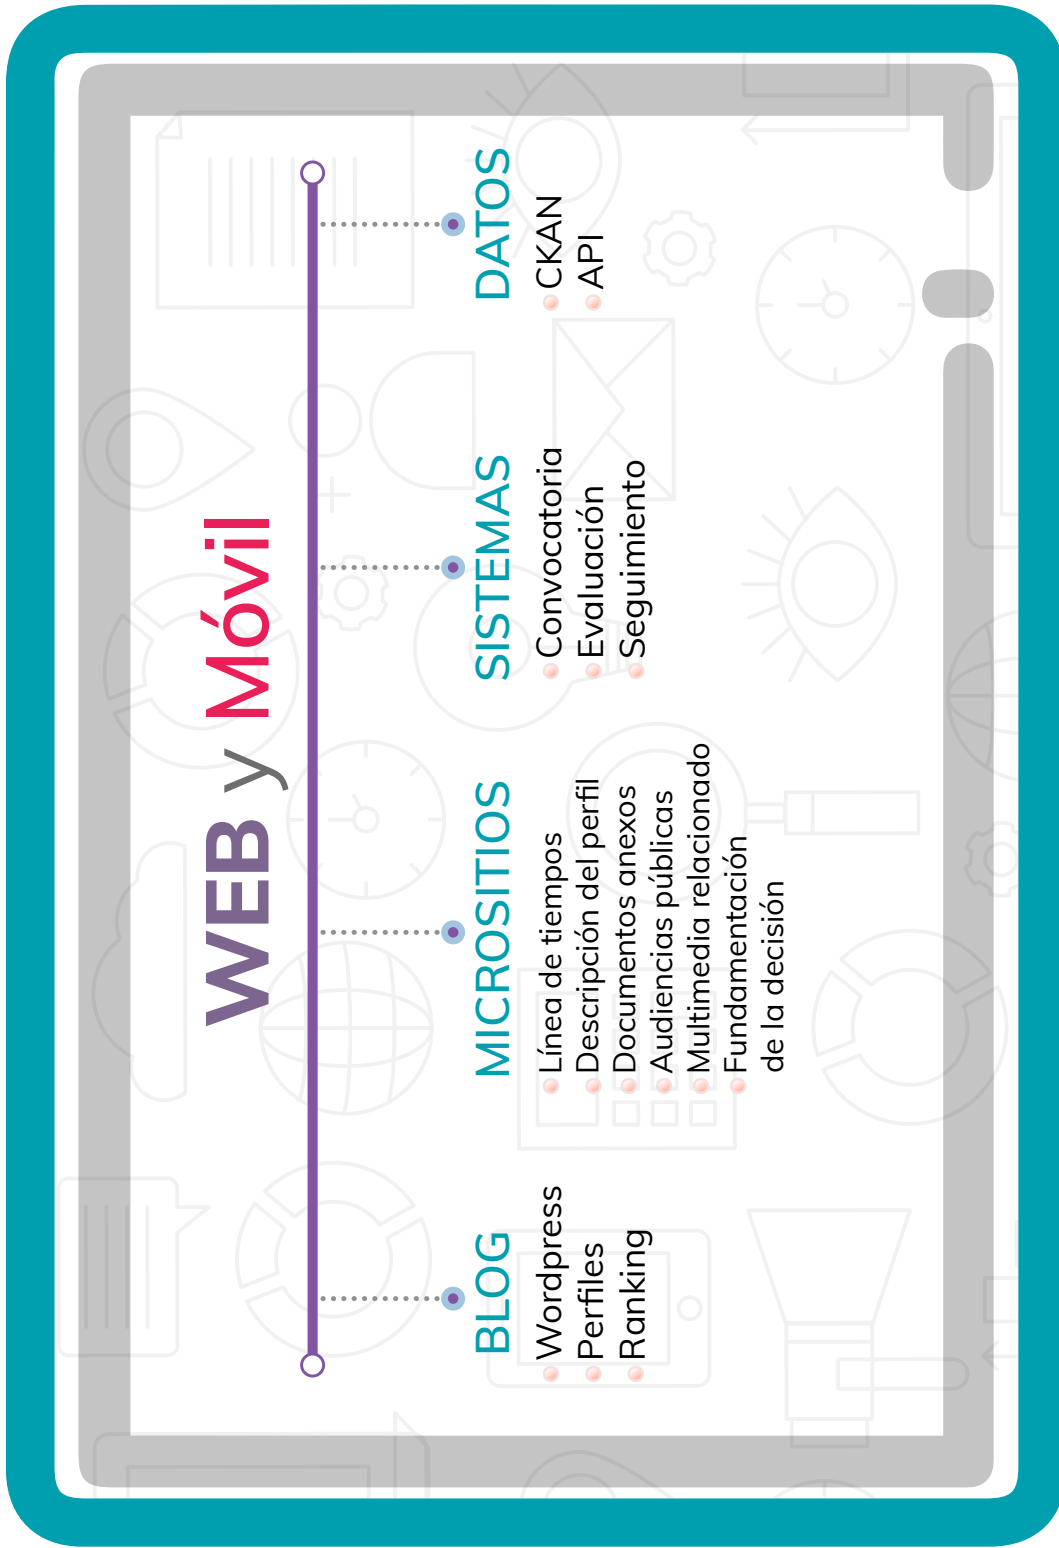 WEB y Móvil
BLOG
Wordpress
Perfiles
Ranking
MICROSITIOS
Línea de tiempos
Descripción del perfil
Documentos anexos
Audiencias públicas
Multimedia relacionado
Fundamentación
de la decisión
SISTEMAS
Convocatoria
Evaluación
Seguimiento
DATOS
CKAN
API